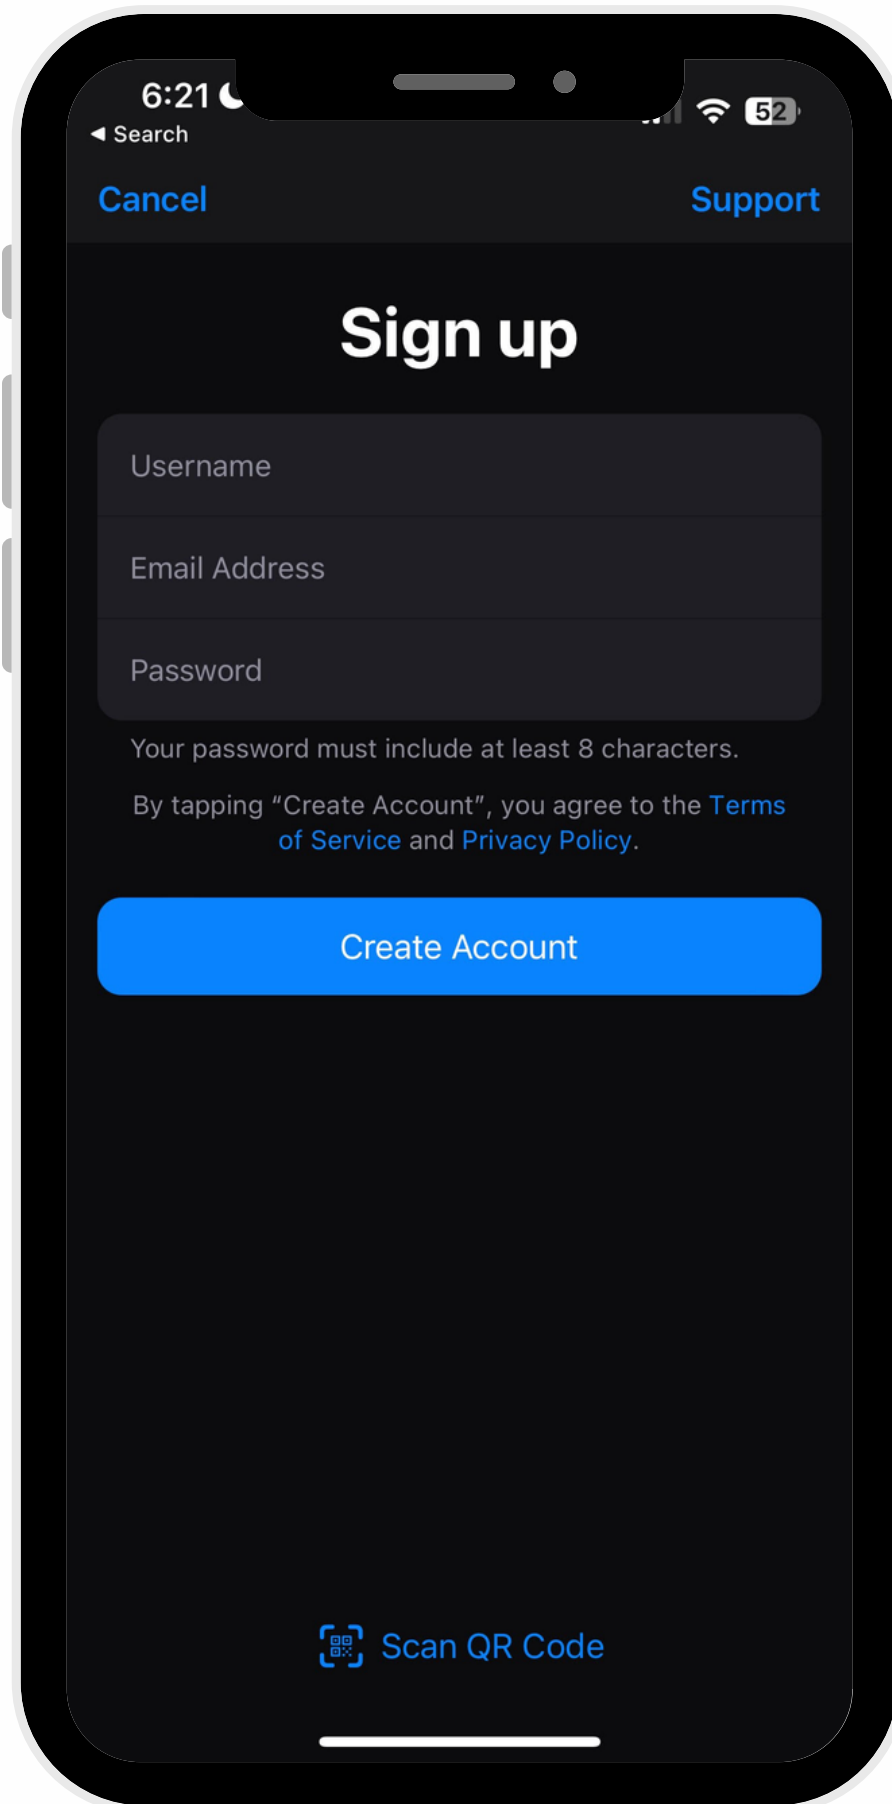 6:21
◀ Search
52
Cancel
Support
Sign up
Username
Email Address
Password
Your password must include at least 8 characters.
By tapping “Create Account”, you agree to the Terms
of Service and Privacy Policy.
Create Account
Scan QR Code